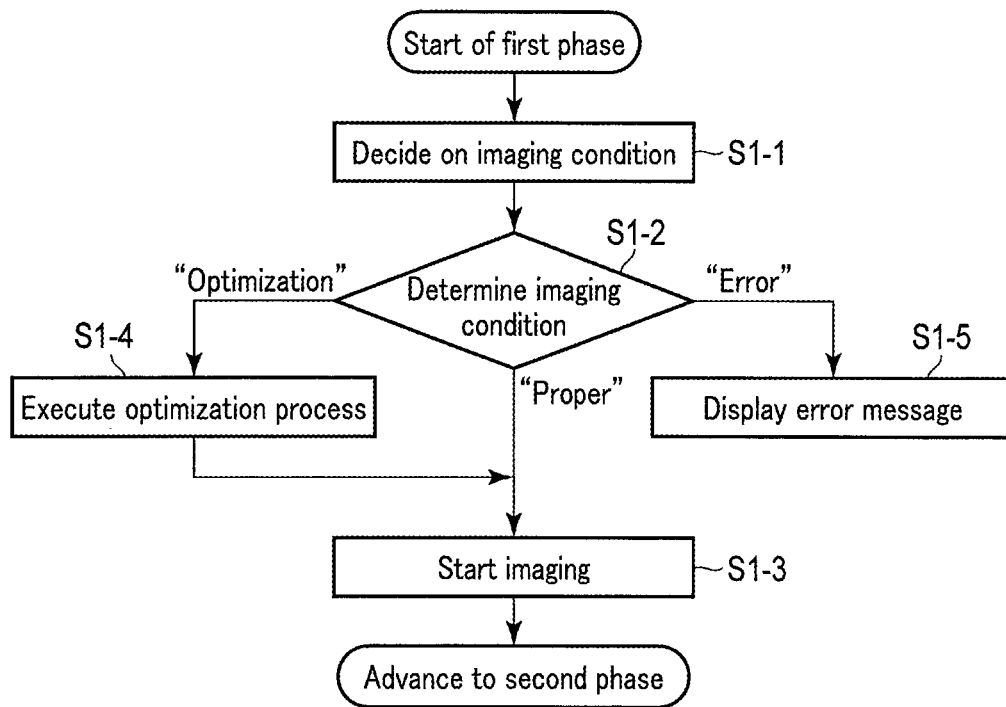 Start of first phase
Decide on imaging condition
S1-1
S1-2
“Optimization”
Determine imaging
condition
“Error”
S1-4
“Proper”
S1-5
Execute optimization process
Display error message
Start imaging
S1-3
Advance to second phase